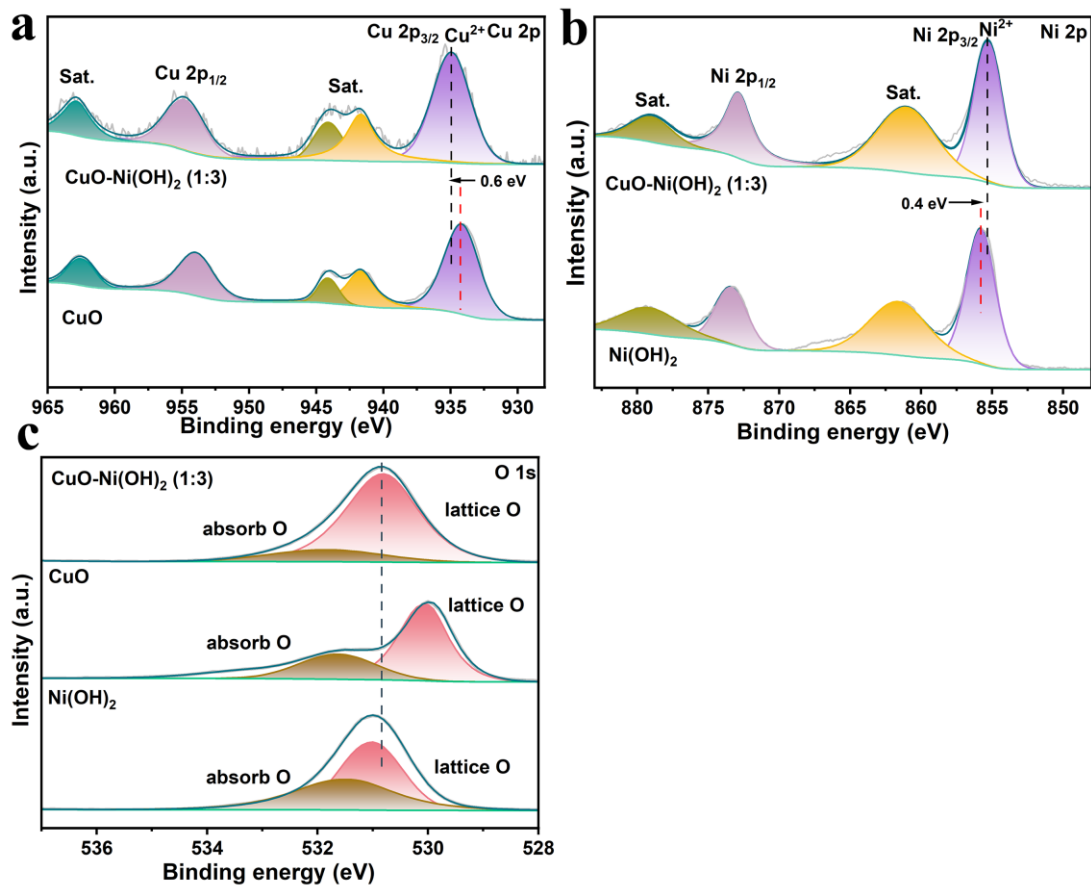 a
Cu 2p3/2 Cu2+ Cu 2p
Sat.
Cu 2p1/2
Sat.
CuO-Ni(OH)2 (1:3)
0.6 eV
CuO
Intensity (a.u.)
965 960 955 950 945 940 935 930
Binding energy (eV)
b
Ni 2p3/2 Ni2+ Ni 2p
Ni 2p1/2
Sat.
Sat.
CuO-Ni(OH)2 (1:3)
0.4 eV
Ni(OH)2
Intensity (a.u.)
880 875 870 865 860 855 850
Binding energy (eV)
c
CuO-Ni(OH)2 (1:3)
O 1s
lattice O
absorb O
CuO
lattice O
absorb O
Ni(OH)2
lattice O
absorb O
Intensity (a.u.)
536 534 532 531 530 528
Binding energy (eV)